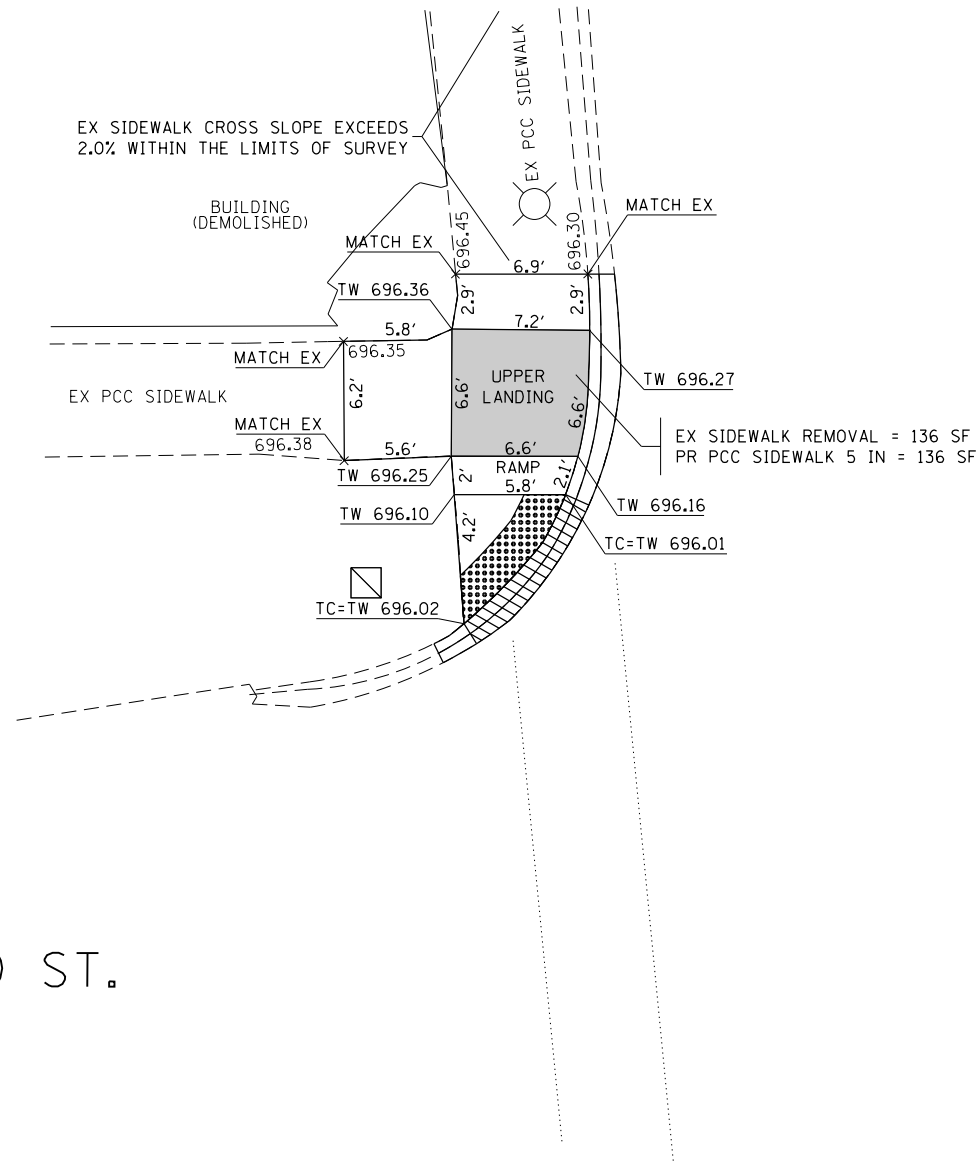 EX PCC SIDEWALK
EX SIDEWALK CROSS SLOPE EXCEEDS
2.0% WITHIN THE LIMITS OF SURVEY
BUILDING
(DEMOLISHED)
MATCH EX
696.45
696.30
MATCH EX
6.9'
TW 696.36
2.9'
2.9'
5.8'
7.2'
696.35
MATCH EX
TW 696.27
EX PCC SIDEWALK
6.2'
6.6'
UPPER
LANDING
6.6'
MATCH EX
696.38
5.6'
6.6'
EX SIDEWALK REMOVAL = 136 SF
PR PCC SIDEWALK 5 IN = 136 SF
TW 696.25
2'
RAMP
5.8'
2.1'
TW 696.16
TW 696.10
4.2'
TC=TW 696.01
TC=TW 696.02
ST.